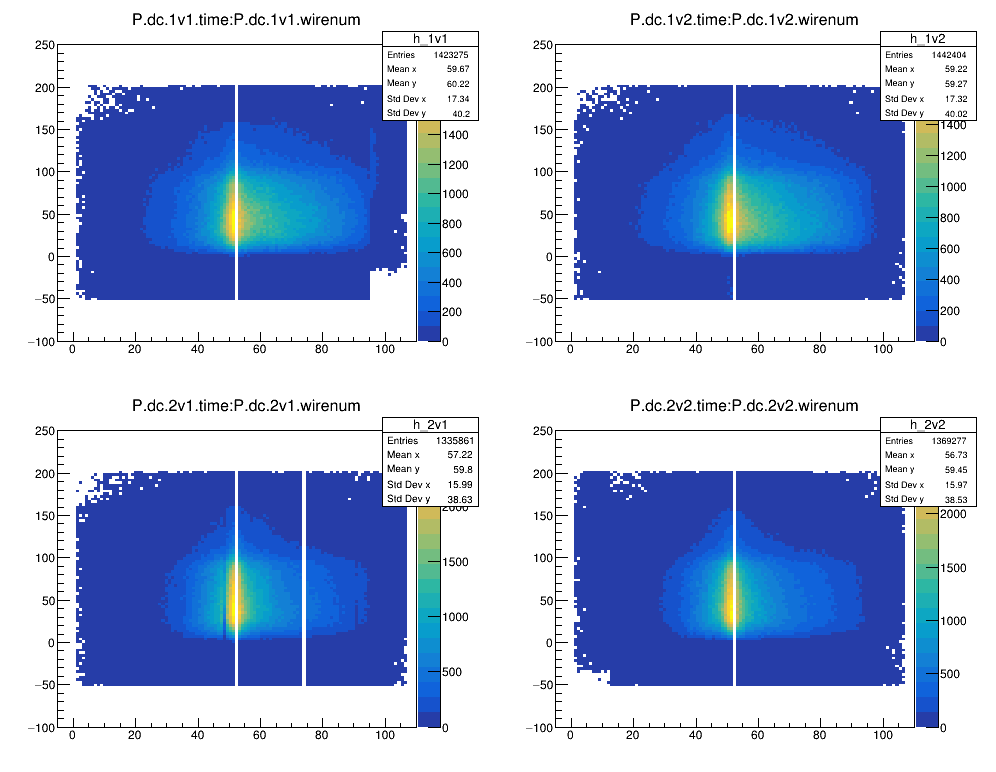 P.dc.1v1.time:P.dc.1v1.wirenum
h_1v1
Entries 1423275
Mean x 59.67
Mean y 60.22
Std Dev x 17.34
Std Dev y 40.2
250
200
150
100
50
0
−50
−100
0 20 40 60 80 100
1400
1200
1000
800
600
400
200
0
P.dc.1v2.time:P.dc.1v2.wirenum
h_1v2
Entries 1442404
Mean x 59.22
Mean y 59.27
Std Dev x 17.32
Std Dev y 40.02
250
200
150
100
50
0
−50
−100
0 20 40 60 80 100
1400
1200
1000
800
600
400
200
0
P.dc.2v1.time:P.dc.2v1.wirenum
h_2v1
Entries 1335861
Mean x 57.22
Mean y 59.8
Std Dev x 15.99
Std Dev y 38.63
250
200
150
100
50
0
−50
−100
0 20 40 60 80 100
2000
1500
1000
500
0
P.dc.2v2.time:P.dc.2v2.wirenum
h_2v2
Entries 1369277
Mean x 56.73
Mean y 59.45
Std Dev x 15.97
Std Dev y 38.53
250
200
150
100
50
0
−50
−100
0 20 40 60 80 100
2000
1500
1000
500
0